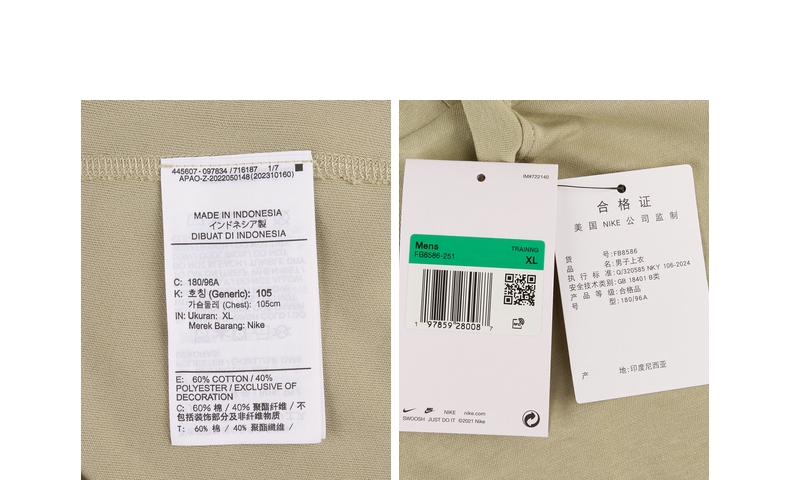 445607 - 097834 / 716187 1/7
APAO-Z-2022050148 (202310160)
MADE IN INDONESIA
インドネシア製
DIBUAT DI INDONESIA
C: 180/96A
K: 호칭 (Generic): 105
가슴둘레 (Chest): 105cm
IN: Ukuran: XL
Merek Barang: Nike
E: 60% COTTON / 40%
POLYESTER / EXCLUSIVE OF
DECORATION
C: 60% 棉 / 40% 聚酯纤维 / 不
包括装饰部分及非纤维物质
T: 60% 棉 / 40% 聚酯纖維 /
IM#722140
Mens
TRAINING
FB8586-251
XL
1 97859 28008 7
NIKE nike.com
SWOOSH JUST DO IT ©2021 Nike
合格证
美国 NIKE 公司监制
货 号:FB8586
品 名:男子上衣
执行标准:Q/320585 NKY 106-2024
安全技术类别:GB 18401 B类
产品等级:合格品
号 型:180/96A
产 地:印度尼西亚